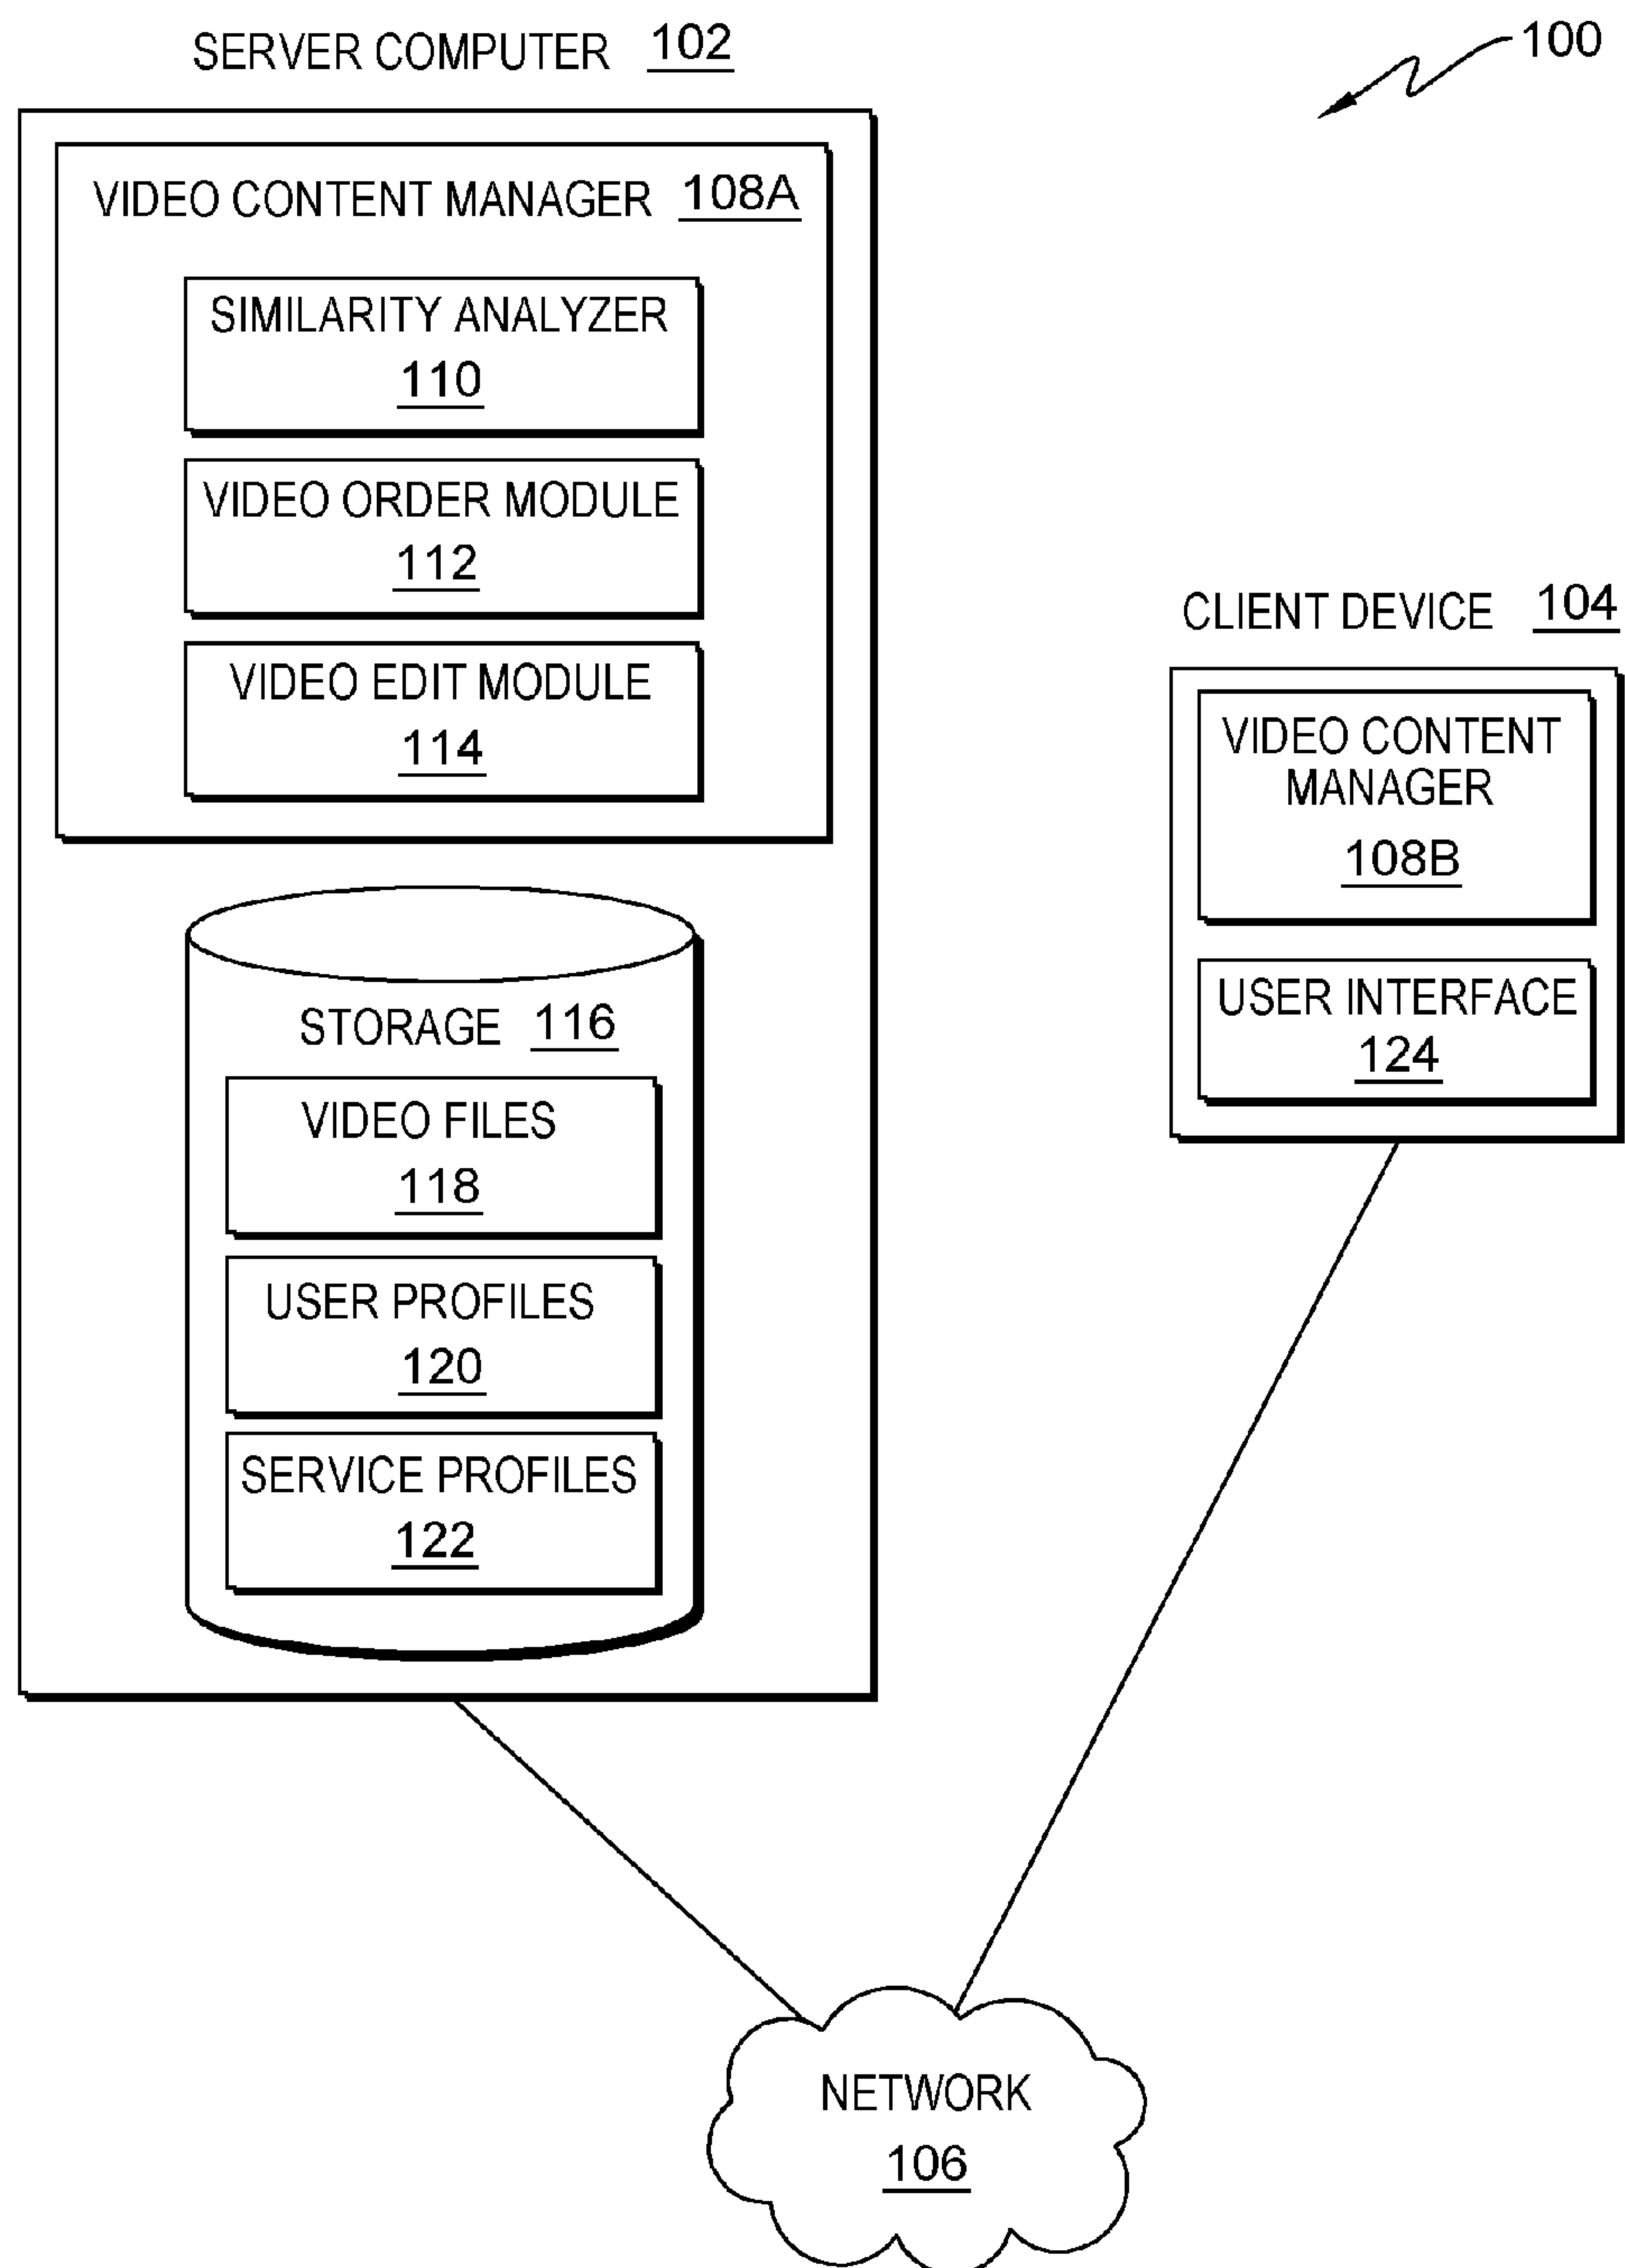 SERVER COMPUTER 102
100
VIDEO CONTENT MANAGER 108A
SIMILARITY ANALYZER
110
VIDEO ORDER MODULE
112
VIDEO EDIT MODULE
114
STORAGE 116
VIDEO FILES
118
USER PROFILES
120
SERVICE PROFILES
122
CLIENT DEVICE 104
VIDEO CONTENT
MANAGER
108B
USER INTERFACE
124
NETWORK
106